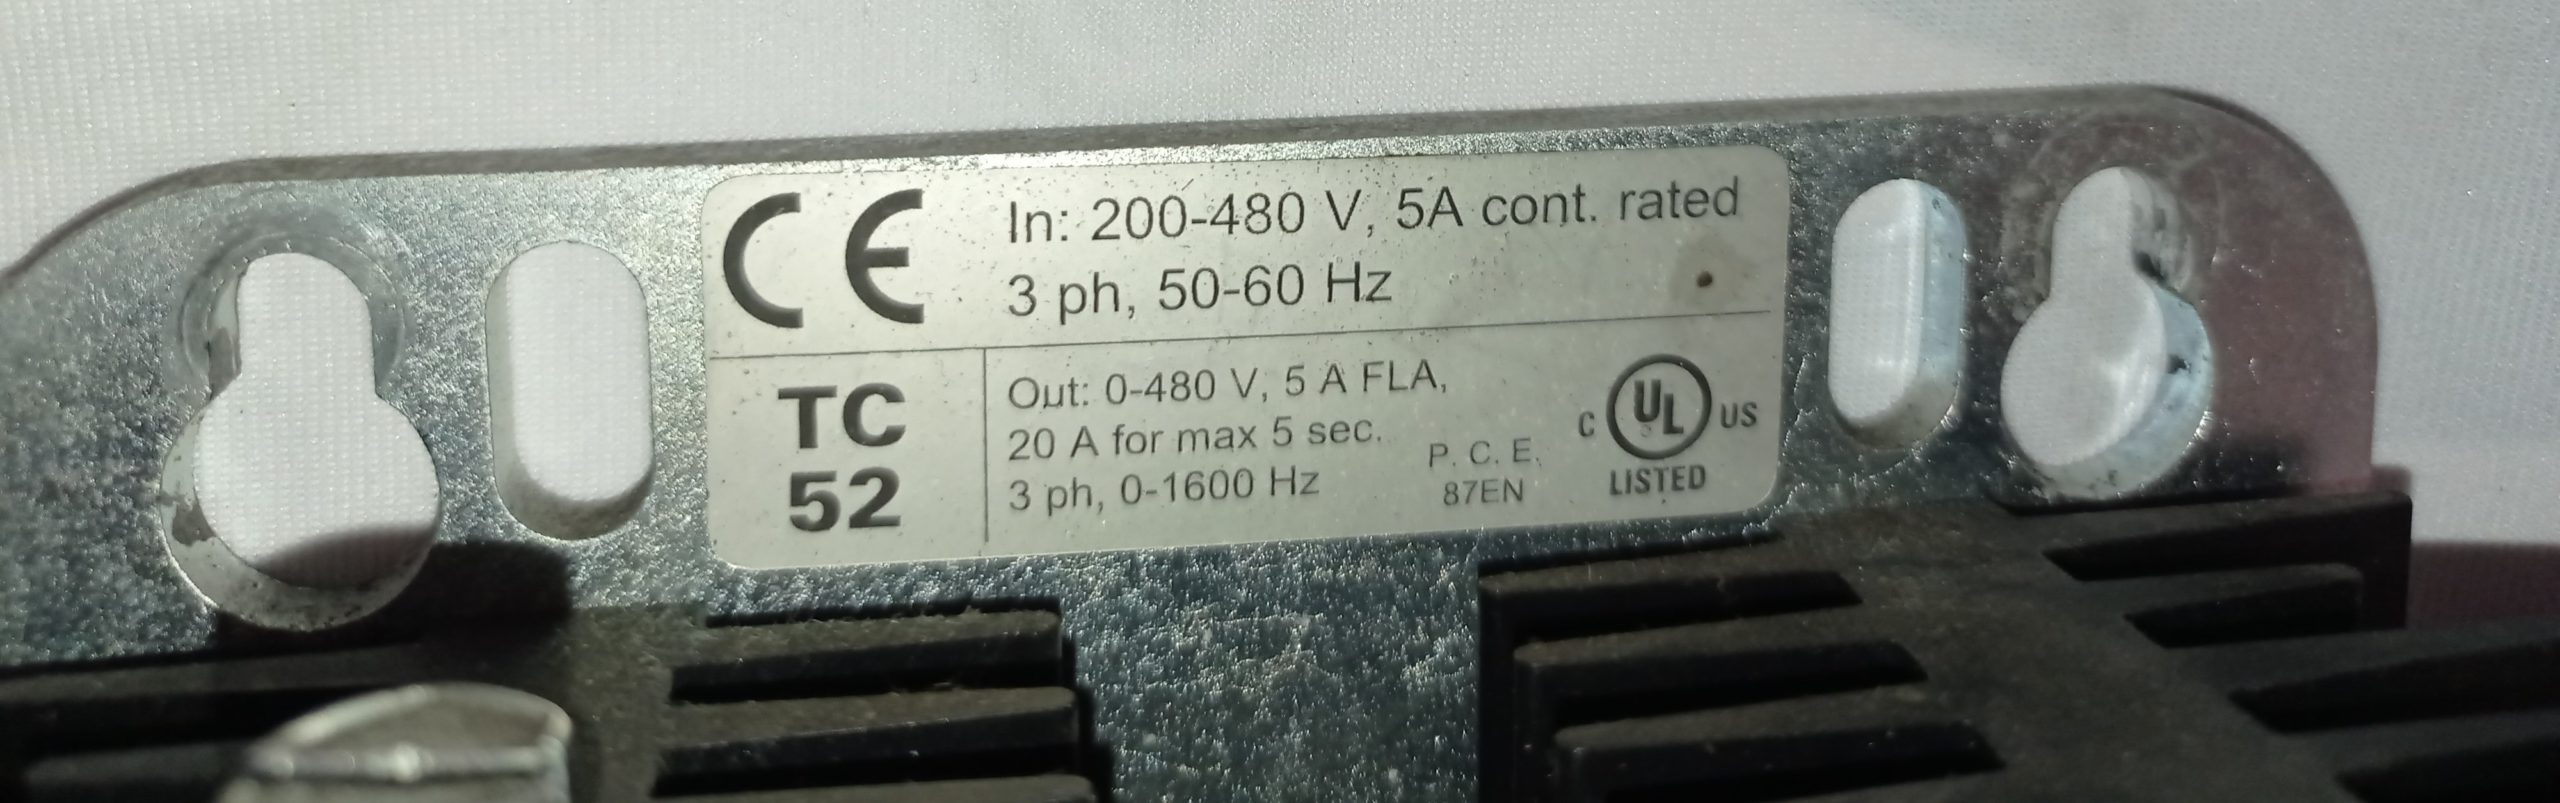 CE
In: 200-480 V, 5A cont. rated
3 ph, 50-60 Hz
TC
52
Out: 0-480 V, 5 A FLA,
20 A for max 5 sec.
3 ph, 0-1600 Hz
P. C. E.
87EN
C UL US
LISTED